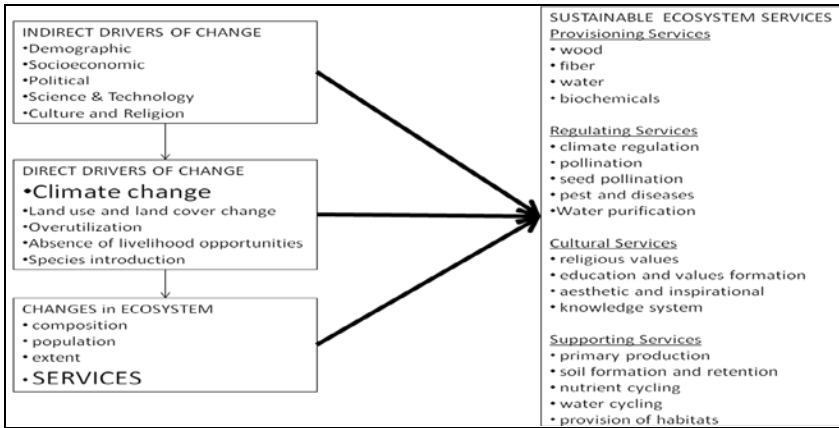 INDIRECT DRIVERS OF CHANGE
•Demographic
•Socioeconomic
•Political
•Science & Technology
•Culture and Religion
DIRECT DRIVERS OF CHANGE
•Climate change
•Land use and land cover change
•Overutilization
•Absence of livelihood opportunities
•Species introduction
CHANGES in ECOSYSTEM
• composition
• population
• extent
• SERVICES
SUSTAINABLE ECOSYSTEM SERVICES
Provisioning Services
• wood
• fiber
• water
• biochemicals
Regulating Services
• climate regulation
• pollination
• seed pollination
• pest and diseases
•Water purification
Cultural Services
• religious values
• education and values formation
• aesthetic and inspirational
• knowledge system
Supporting Services
• primary production
• soil formation and retention
• nutrient cycling
• water cycling
• provision of habitats